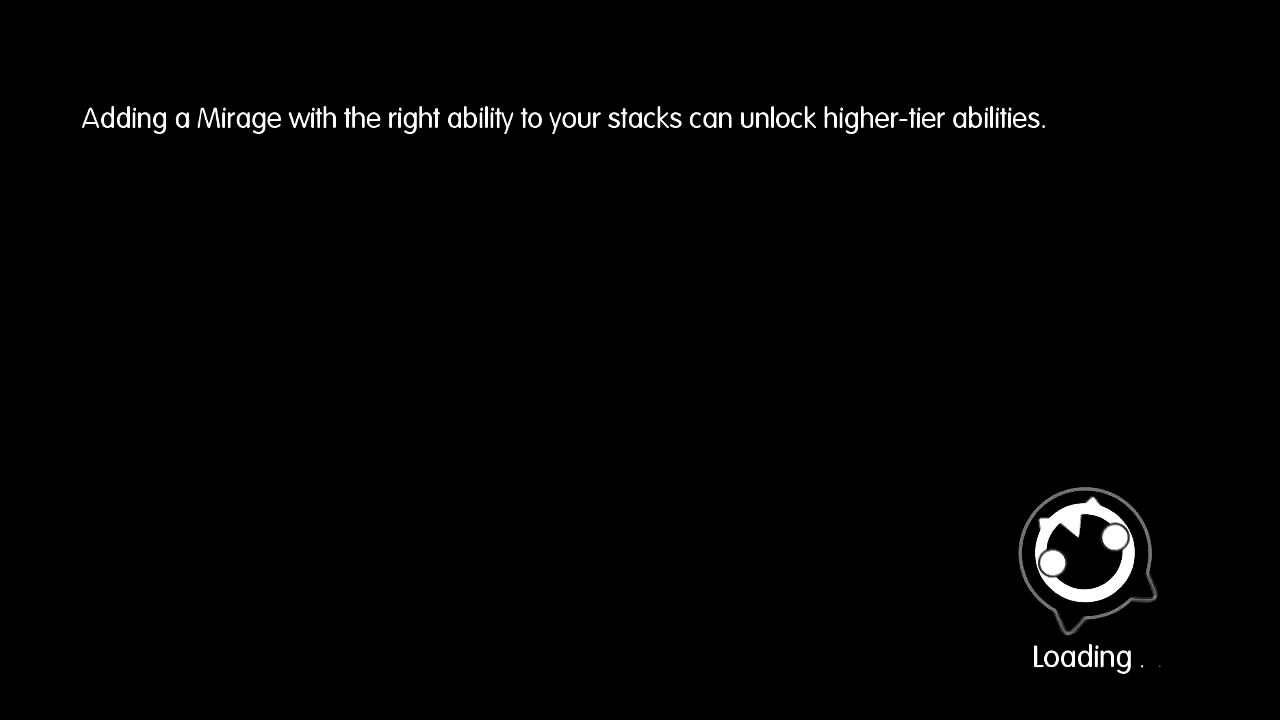 Adding a Mirage with the right ability to your stacks can unlock higher-tier abilities.
Loading . .